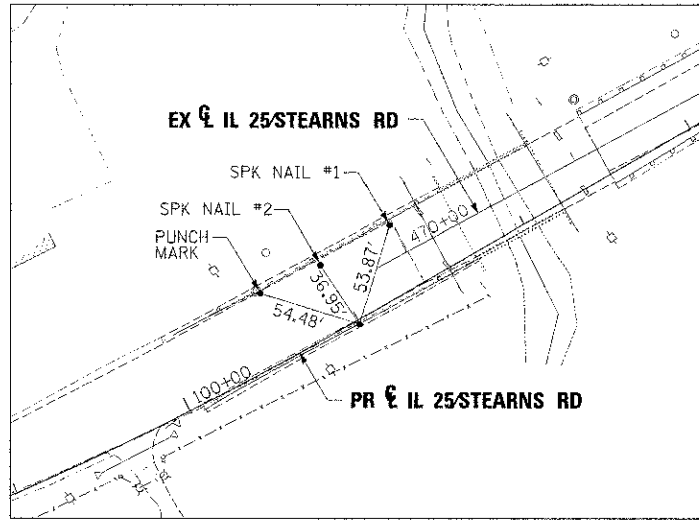 EX ℄ IL 25/STEARNS RD
SPK NAIL #1
SPK NAIL #2
PUNCH
MARK
470+00
53.87'
36.95'
54.48'
100+00
PR ℄ IL 25/STEARNS RD